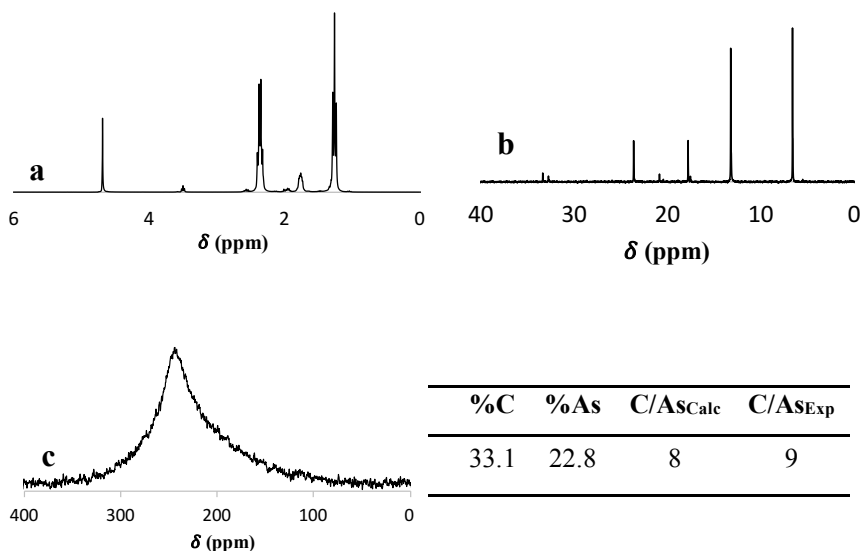 a
6 4 2 0
δ (ppm)
b
40 30 20 10 0
δ (ppm)
c
400 300 200 100 0
δ (ppm)
%C %As C/AsCalc C/AsExp
33.1 22.8 8 9